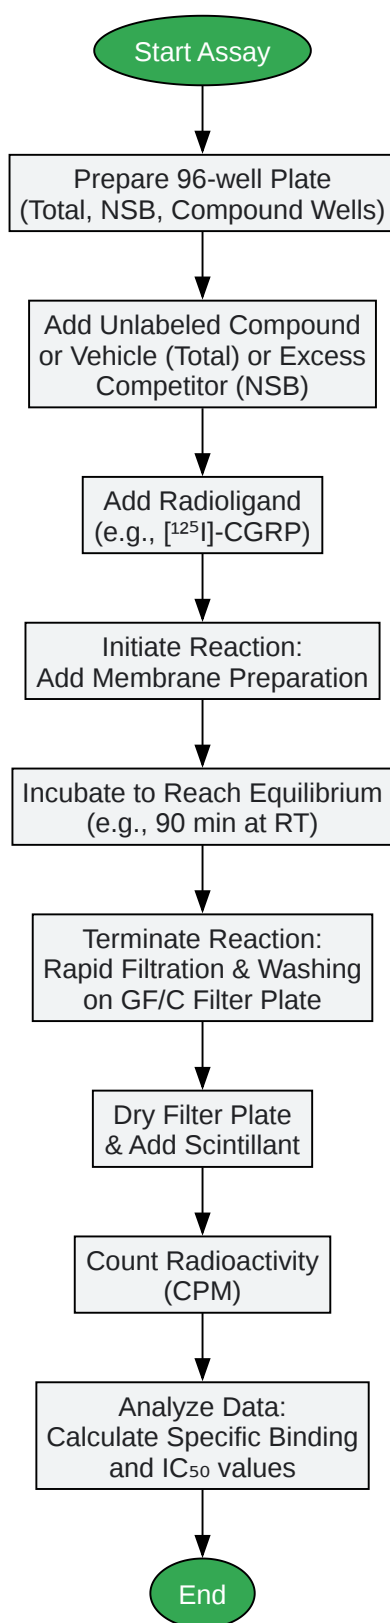 Start Assay
Prepare 96-well Plate
(Total, NSB, Compound Wells)
Add Unlabeled Compound
or Vehicle (Total) or Excess
Competitor (NSB)
Add Radioligand
(e.g., [¹²⁵I]-CGRP)
Initiate Reaction:
Add Membrane Preparation
Incubate to Reach Equilibrium
(e.g., 90 min at RT)
Terminate Reaction:
Rapid Filtration & Washing
on GF/C Filter Plate
Dry Filter Plate
& Add Scintillant
Count Radioactivity
(CPM)
Analyze Data:
Calculate Specific Binding
and IC₅₀ values
End